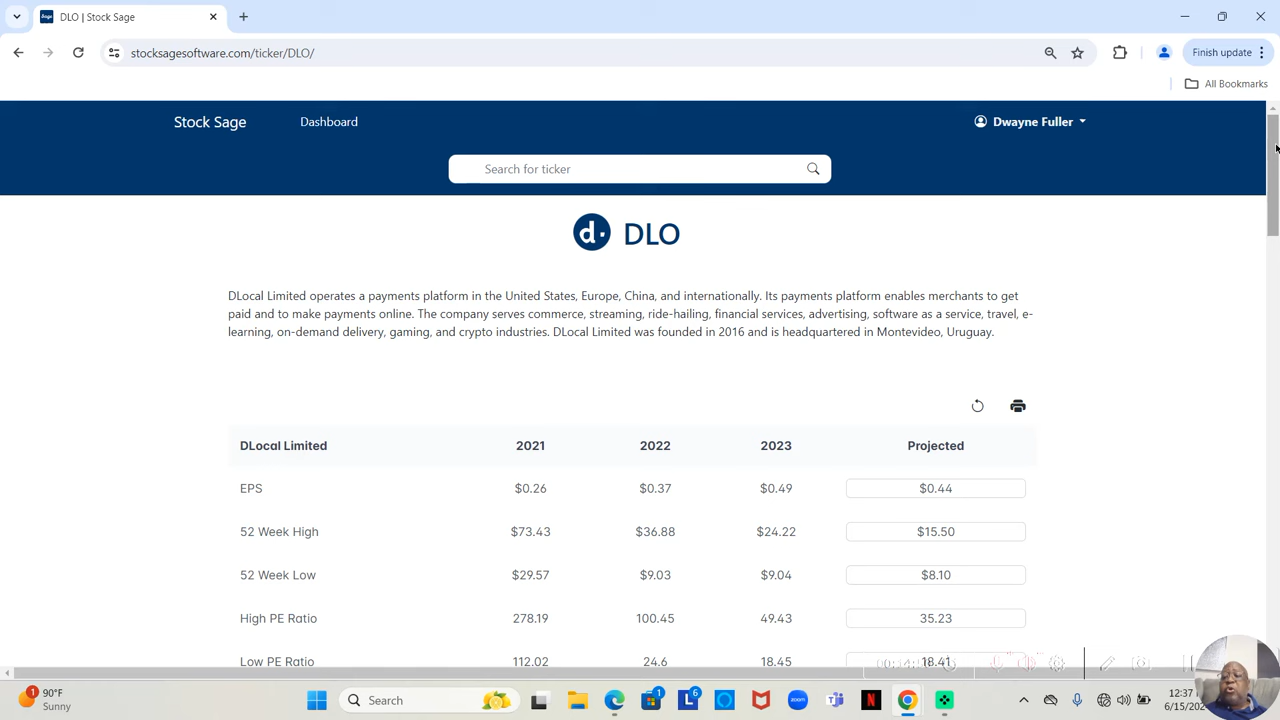 DLO | Stock Sage
stocksagesoftware.com/ticker/DLO/
Finish update
All Bookmarks
Stock Sage
Dashboard
Dwayne Fuller
Search for ticker
d.
DLO
DLocal Limited operates a payments platform in the United States, Europe, China, and internationally. Its payments platform enables merchants to get
paid and to make payments online. The company serves commerce, streaming, ride-hailing, financial services, advertising, software as a service, travel, e-
learning, on-demand delivery, gaming, and crypto industries. DLocal Limited was founded in 2016 and is headquartered in Montevideo, Uruguay.
DLocal Limited 2021 2022 2023 Projected
EPS $0.26 $0.37 $0.49 $0.44
52 Week High $73.43 $36.88 $24.22 $15.50
52 Week Low $29.57 $9.03 $9.04 $8.10
High PE Ratio 278.19 100.45 49.43 35.23
Low PE Ratio 112.02 24.6 18.45 18.41
1
90°F
Sunny
Search
1
6
L
N
12:37
6/15/20